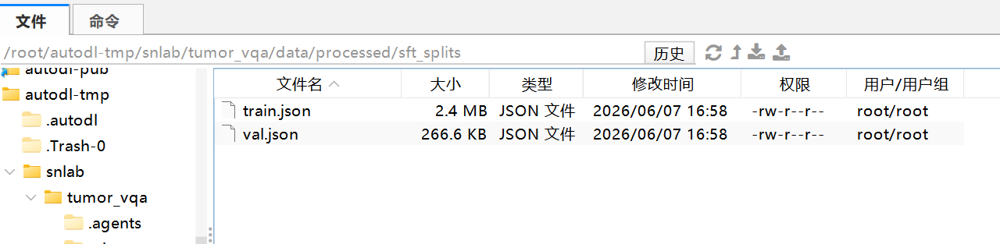 文件
命令
/root/autodl-tmp/snlab/tumor_vqa/data/processed/sft_splits
历史
autodl-pub
autodl-tmp
.autodl
.Trash-0
snlab
tumor_vqa
.agents
文件名 大小 类型 修改时间 权限 用户/用户组
train.json 2.4 MB JSON 文件 2026/06/07 16:58 -rw-r--r-- root/root
val.json 266.6 KB JSON 文件 2026/06/07 16:58 -rw-r--r-- root/root